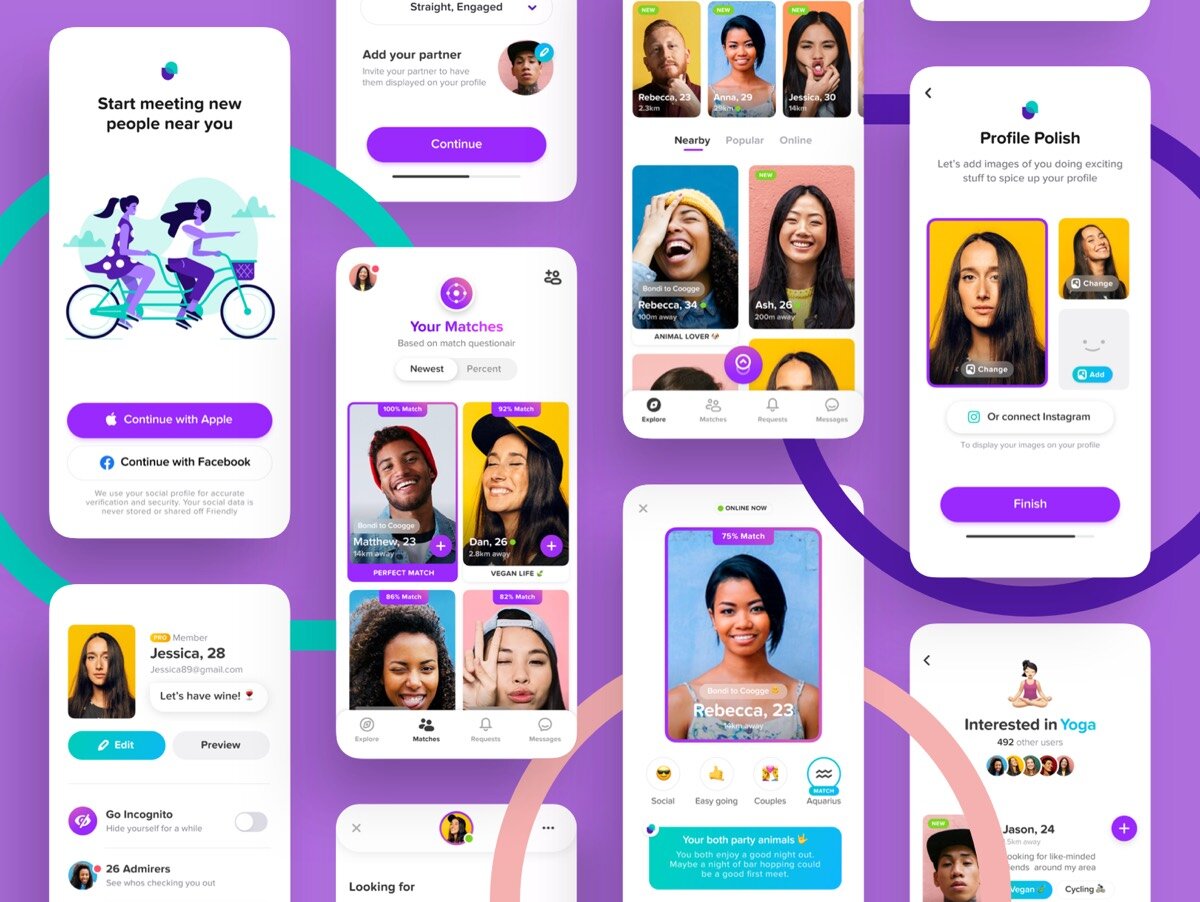 Start meeting new
people near you
Continue with Apple
Continue with Facebook
We use your social profile for accurate
verification and security. Your social data is
never stored or shared off Friendly
PRO Member
Jessica, 28
Jessica89@gmail.com
Let's have wine! 🍷
Edit
Preview
Go Incognito
Hide yourself for a while
26 Admirers
See whos checking you out
Straight, Engaged
Add your partner
Invite your partner to have
them displayed on your profile
Continue
Your Matches
Based on match questionair
Newest Percent
100% Match
Bondi to Coogge
Matthew, 23
14km away
PERFECT MATCH
92% Match
Dan, 26
2.8km away
VEGAN LIFE
86% Match
82% Match
Explore Matches Requests Messages
Looking for
NEW
Rebecca, 23
2.3km
NEW
Anna, 29
29km
NEW
Jessica, 30
14km
Nearby Popular Online
Bondi to Coogge
Rebecca, 34
100m away
ANIMAL LOVER
NEW
Ash, 26
200m away
Explore Matches Requests Messages
ONLINE NOW
75% Match
Bondi to Coogge
Rebecca, 23
14km away
Social
Easy going
Couples
MATCH
Aquarius
Your both party animals
You both enjoy a good night out.
Maybe a night of bar hopping could
be a good first meet.
Profile Polish
Let's add images of you doing exciting
stuff to spice up your profile
Change
Change
Add
Or connect Instagram
To display your images on your profile
Finish
Interested in Yoga
492 other users
NEW
Jason, 24
5km away
looking for like-minded
friends around my area
Vegan
Cycling